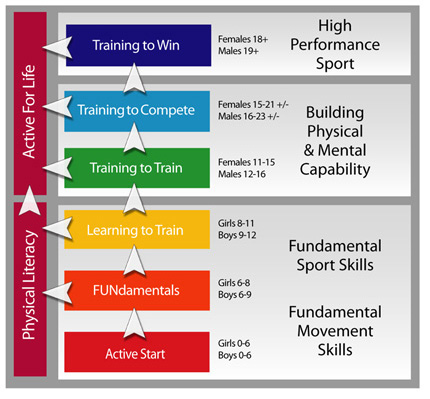 Active For Life
Training to Win
Females 18+
Males 19+
High
Performance
Sport
Training to Compete
Females 15-21 +/-
Males 16-23 +/-
Building
Physical
& Mental
Capability
Training to Train
Females 11-15
Males 12-16
Physical Literacy
Learning to Train
Girls 8-11
Boys 9-12
Fundamental
Sport Skills
FUNdamentals
Girls 6-8
Boys 6-9
Fundamental
Movement
Skills
Active Start
Girls 0-6
Boys 0-6